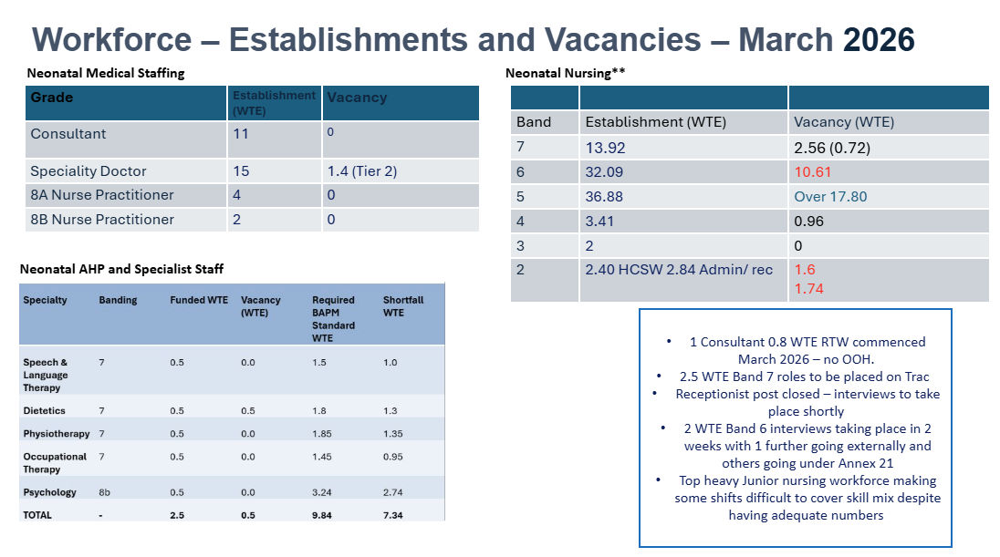 Workforce – Establishments and Vacancies – March 2026
Neonatal Medical Staffing
Grade Establishment (WTE) Vacancy
Consultant 11 0
Speciality Doctor 15 1.4 (Tier 2)
8A Nurse Practitioner 4 0
8B Nurse Practitioner 2 0
Neonatal AHP and Specialist Staff
Specialty Banding Funded WTE Vacancy (WTE) Required BAPM Standard WTE Shortfall WTE
Speech & Language Therapy 7 0.5 0.0 1.5 1.0
Dietetics 7 0.5 0.5 1.8 1.3
Physiotherapy 7 0.5 0.0 1.85 1.35
Occupational Therapy 7 0.5 0.0 1.45 0.95
Psychology 8b 0.5 0.0 3.24 2.74
TOTAL - 2.5 0.5 9.84 7.34
Neonatal Nursing**
Band Establishment (WTE) Vacancy (WTE)
7 13.92 2.56 (0.72)
6 32.09 10.61
5 36.88 Over 17.80
4 3.41 0.96
3 2 0
2 2.40 HCSW 2.84 Admin/ rec 1.6
1.74
• 1 Consultant 0.8 WTE RTW commenced
March 2026 – no OOH.
• 2.5 WTE Band 7 roles to be placed on Trac
• Receptionist post closed – interviews to take
place shortly
• 2 WTE Band 6 interviews taking place in 2
weeks with 1 further going externally and
others going under Annex 21
• Top heavy Junior nursing workforce making
some shifts difficult to cover skill mix despite
having adequate numbers